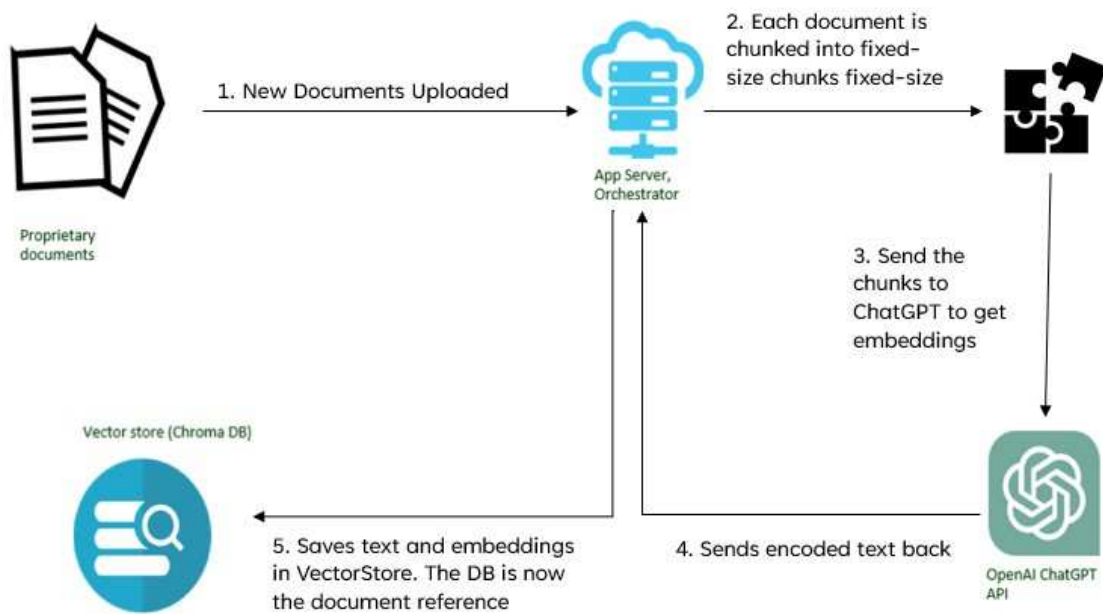 1. New Documents Uploaded
2. Each document is
chunked into fixed-
size chunks fixed-size
App Server,
Orchestrator
Proprietary
documents
3. Send the
chunks to
ChatGPT to get
embeddings
Vector store (Chroma DB)
4. Sends encoded text back
5. Saves text and embeddings
in VectorStore. The DB is now
the document reference
OpenAI ChatGPT
API